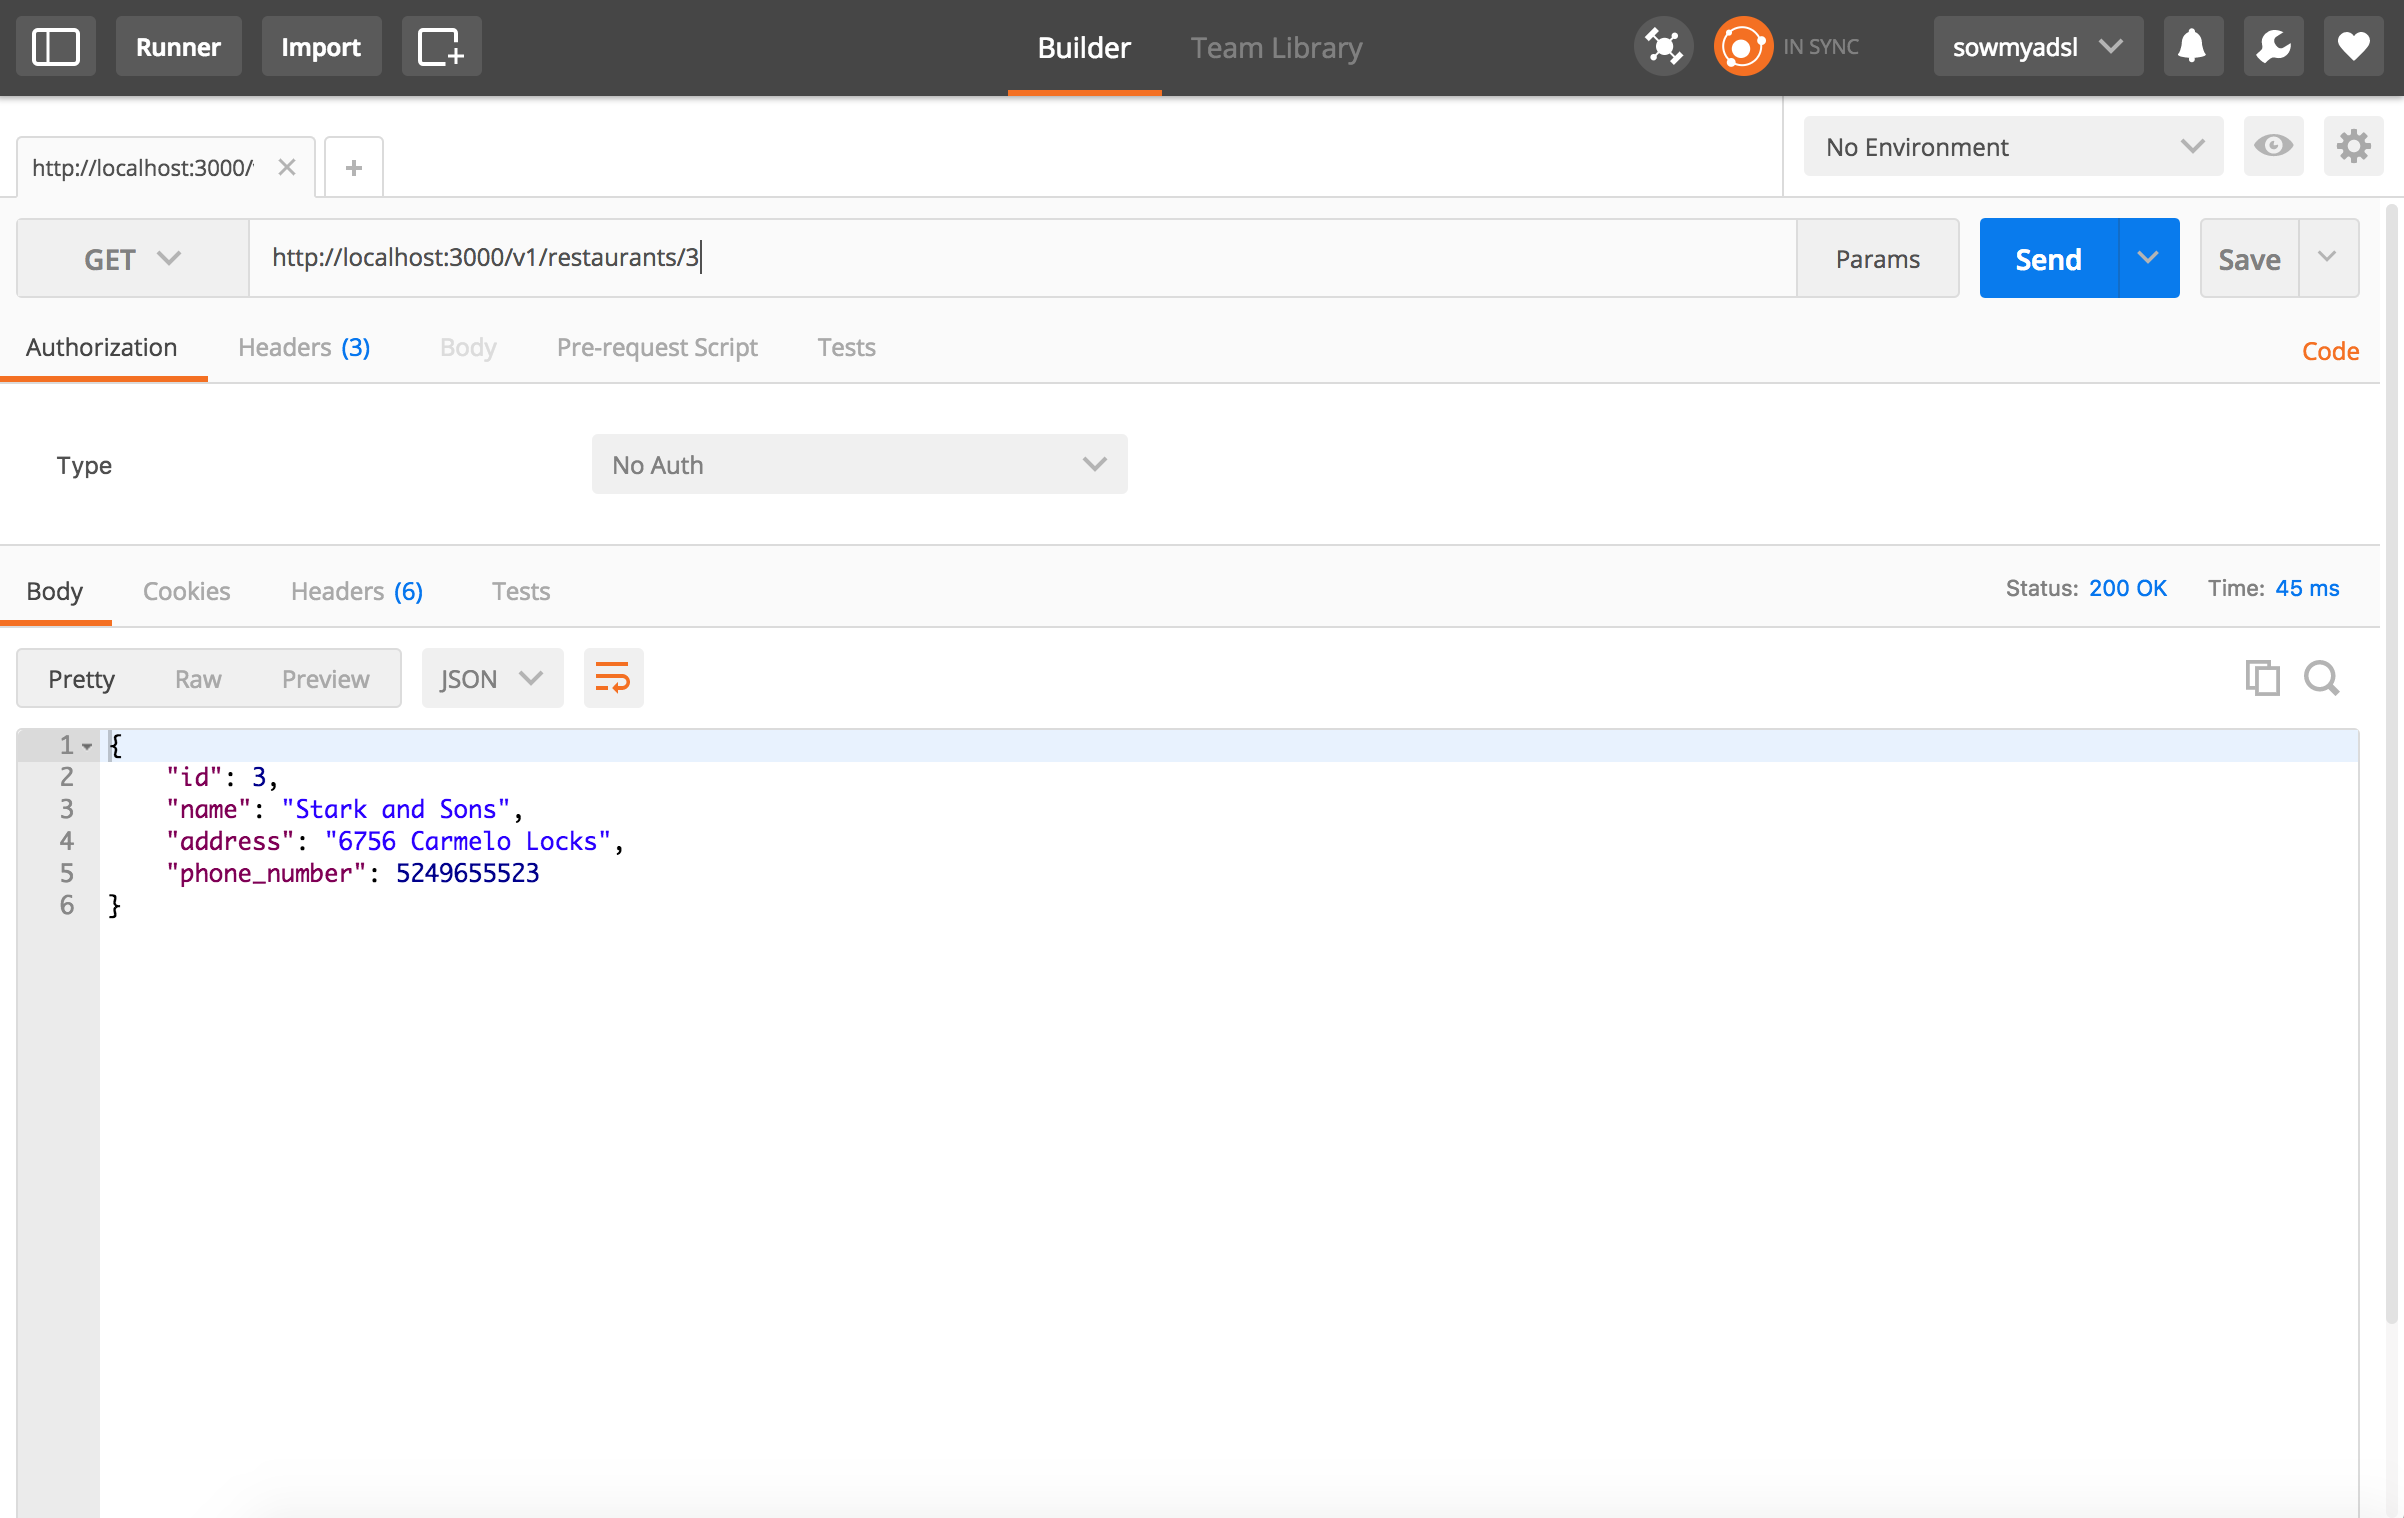 Runner Import Builder Team Library IN SYNC sowmyadsl
http://localhost:3000/ No Environment
GET http://localhost:3000/v1/restaurants/3 Params Send Save
Authorization Headers (3) Body Pre-request Script Tests Code
Type No Auth
Body Cookies Headers (6) Tests Status: 200 OK Time: 45 ms
Pretty Raw Preview JSON
1 {
2 "id": 3,
3 "name": "Stark and Sons",
4 "address": "6756 Carmelo Locks",
5 "phone_number": 5249655523
6 }